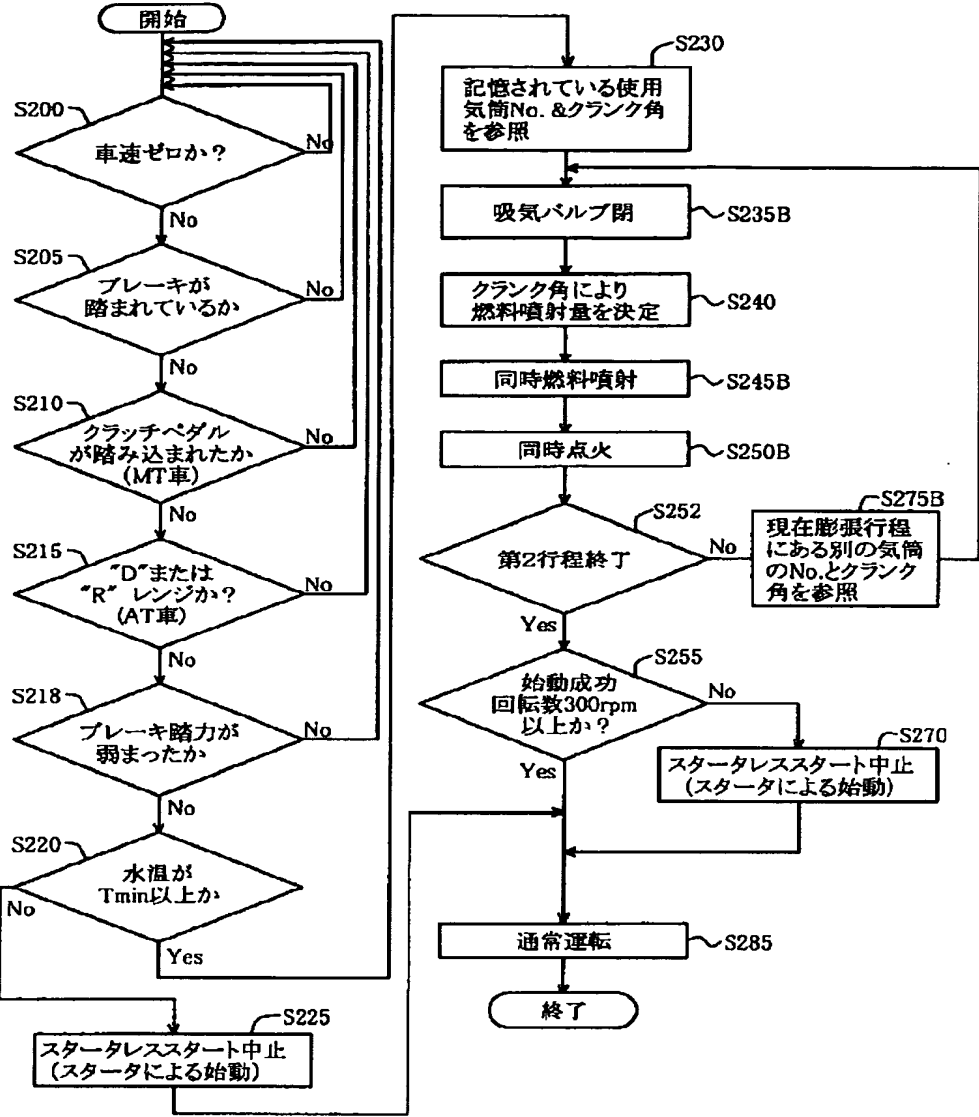 開始
S200
車速ゼロか?
No
No
S205
ブレーキが
踏まれているか
No
No
S210
クラッチペダル
が踏み込まれたか
(MT車)
No
No
S215
"D"または
"R"レンジか?
(AT車)
No
No
S218
ブレーキ踏力が
弱まったか
No
No
S220
水温が
Tmin以上か
No
Yes
S225
スタータレススタート中止
(スタータによる始動)
S230
記憶されている使用
気筒No.&クランク角
を参照
吸気バルブ閉
S235B
クランク角により
燃料噴射量を決定
S240
同時燃料噴射
S245B
同時点火
S250B
S252
第2行程終了
No
Yes
S275B
現在膨張行程
にある別の気筒
のNo.とクランク
角を参照
S255
始動成功
回転数300rpm
以上か?
No
Yes
S270
スタータレススタート中止
(スタータによる始動)
通常運転
S285
終了